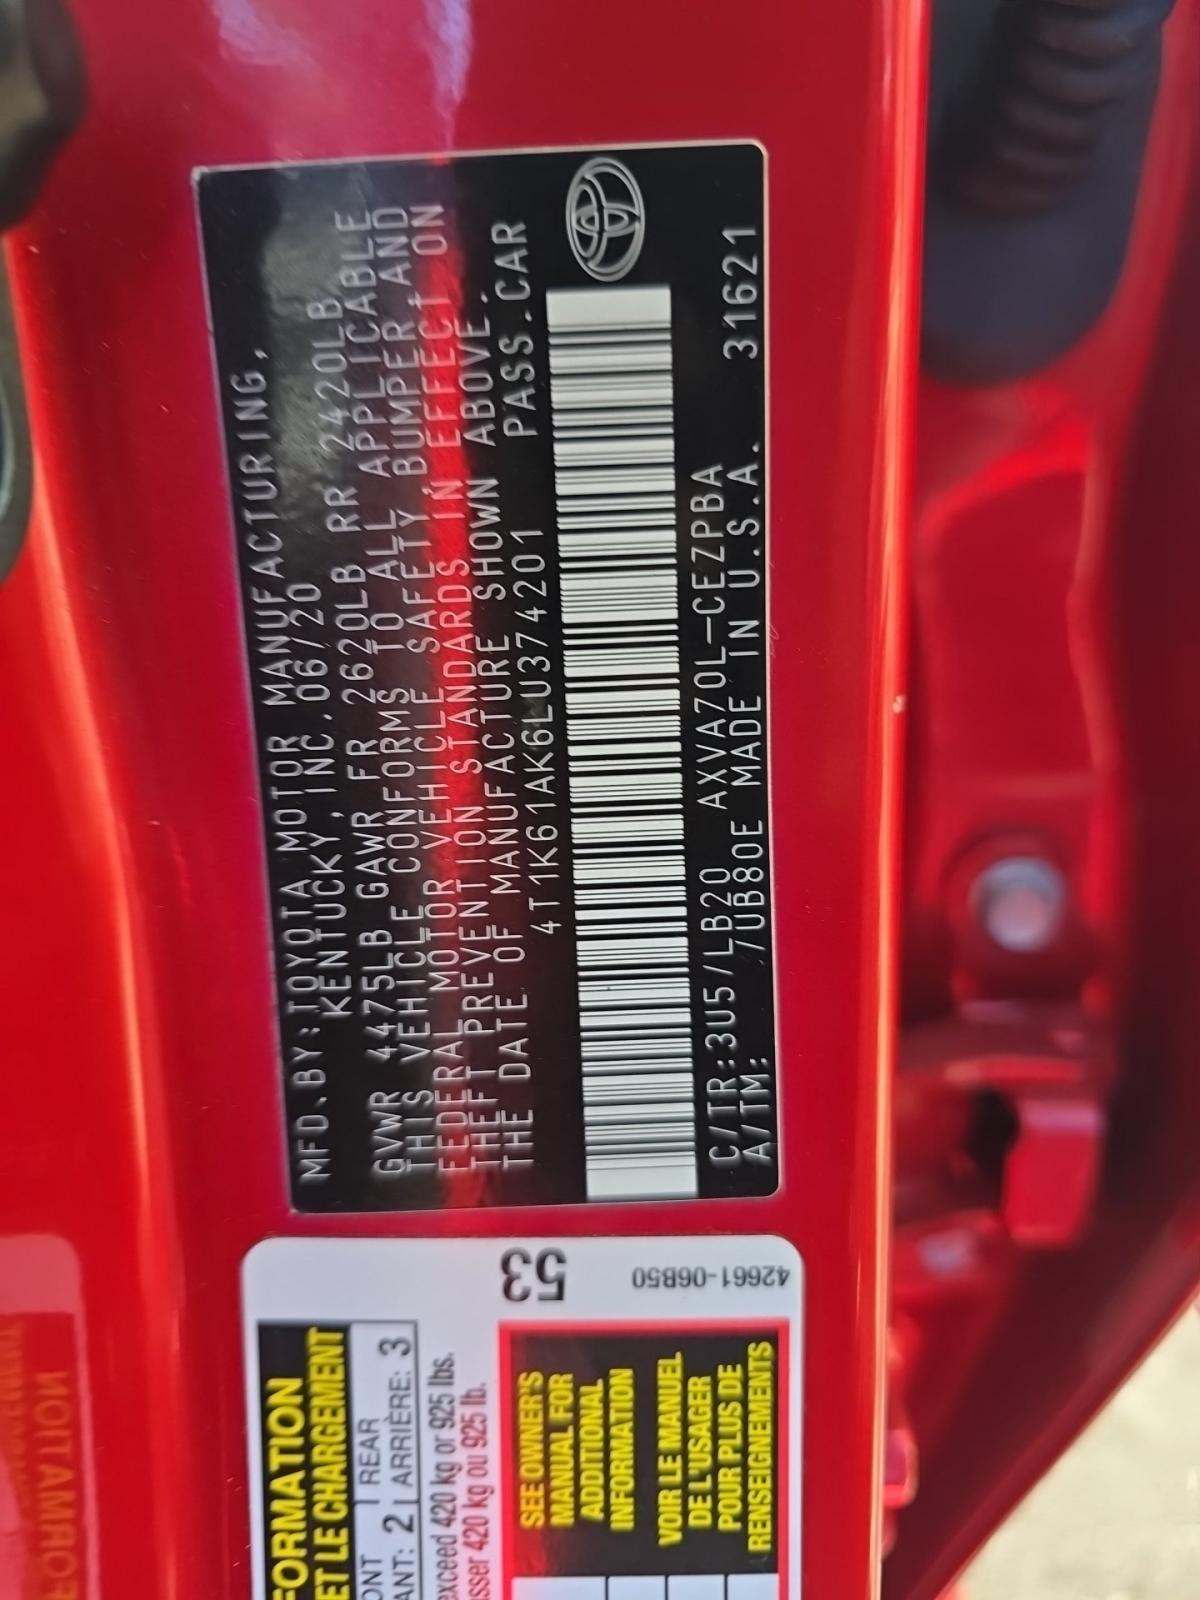 MFD.BY:TOYOTA MOTOR MANUFACTURING,
KENTUCKY, INC. 06/20
GVWR 4475LB GAWR FR 2620LB RR 2420LB
THIS VEHICLE CONFORMS TO ALL APPLICABLE
FEDERAL MOTOR VEHICLE SAFETY, BUMPER AND
THEFT PREVENTION STANDARDS IN EFFECT ON
THE DATE OF MANUFACTURE SHOWN ABOVE.
4T1K61AK6LU374201 PASS.CAR
C/TR:3U5/LB20 AXVA70L-CEZPBA 31621
A/TM: /UB80E MADE IN U.S.A.
53
42661-06B50
FORMATION
ET LE CHARGEMENT
ONT 2 REAR 3
ANT: ARRIÈRE:
exceed 420 kg or 925 lbs.
asser 420 kg ou 925 lb.
SEE OWNER'S
MANUAL FOR
ADDITIONAL
INFORMATION
VOIR LE MANUEL
DE L'USAGER
POUR PLUS DE
RENSEIGNEMENTS